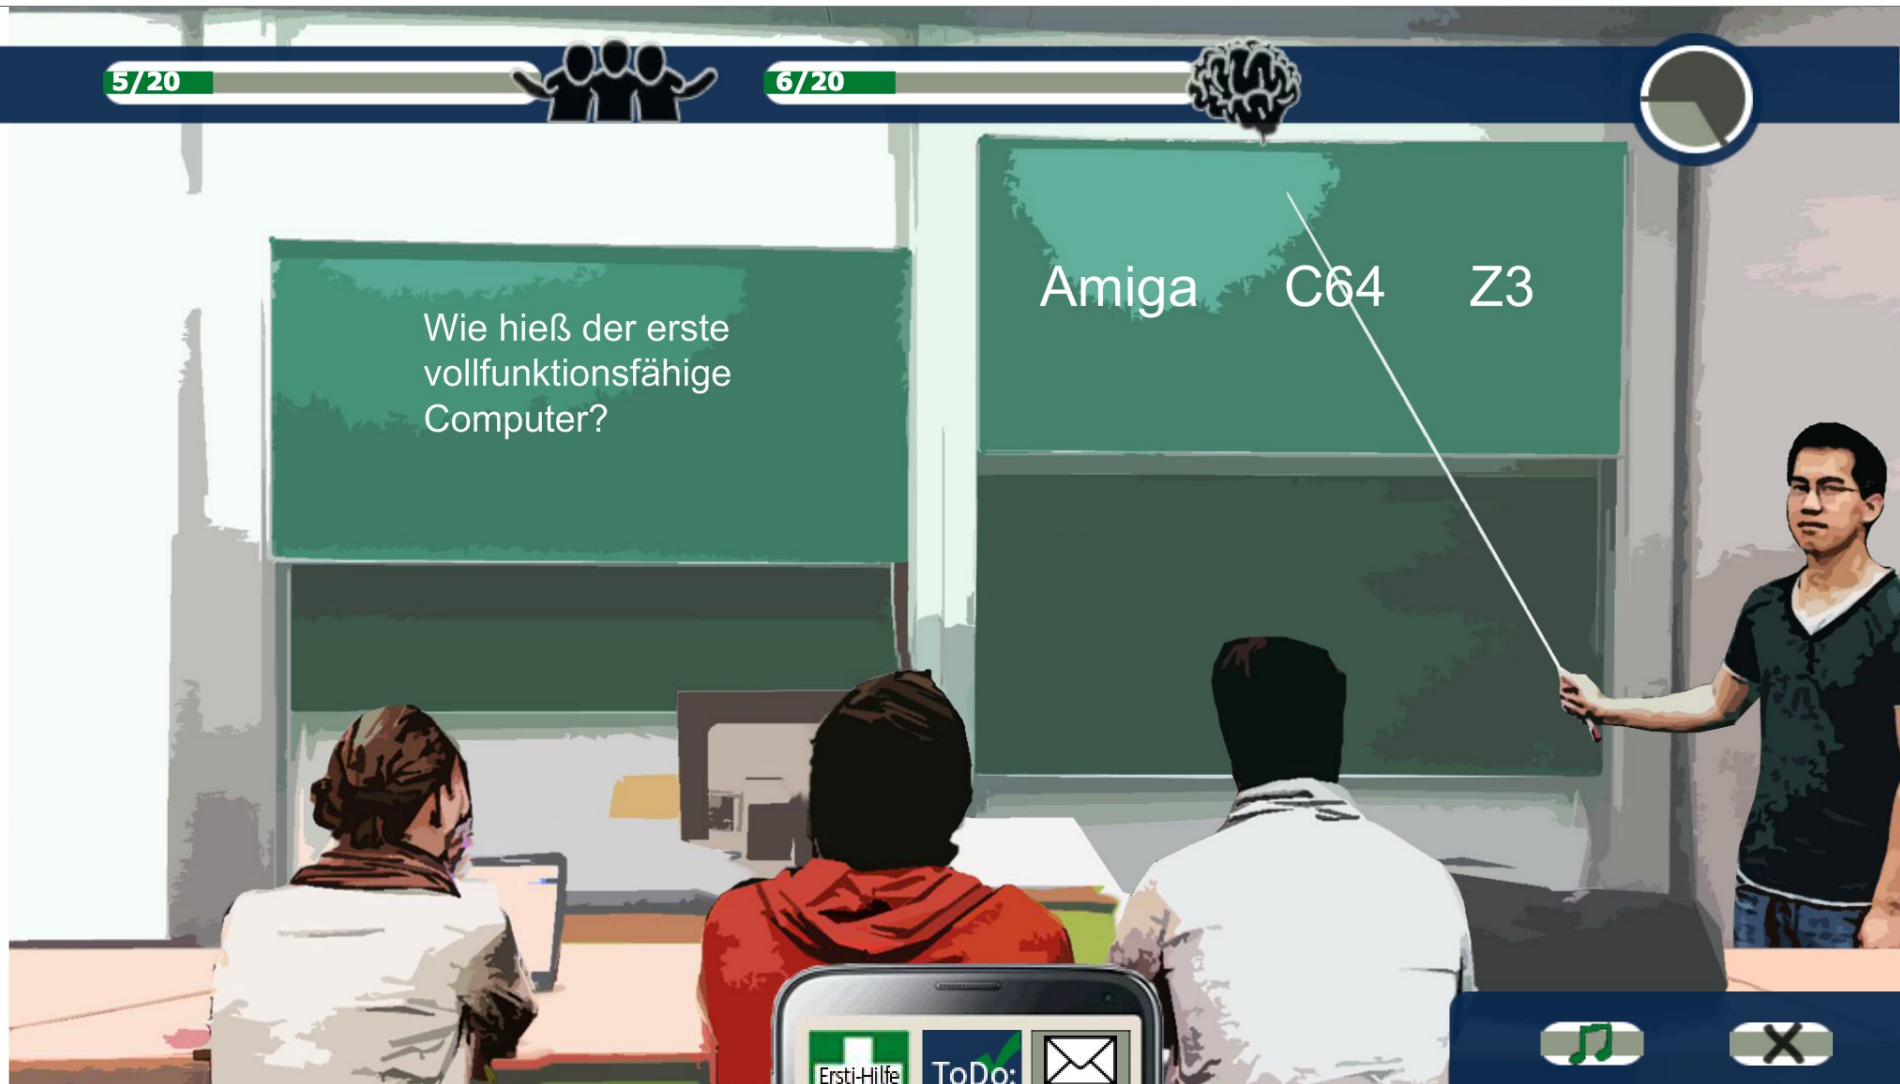 5/20
6/20
Wie hieß der erste
vollfunktionsfähige
Computer?
Amiga C64 Z3
Ersti-Hilfe
ToDo: